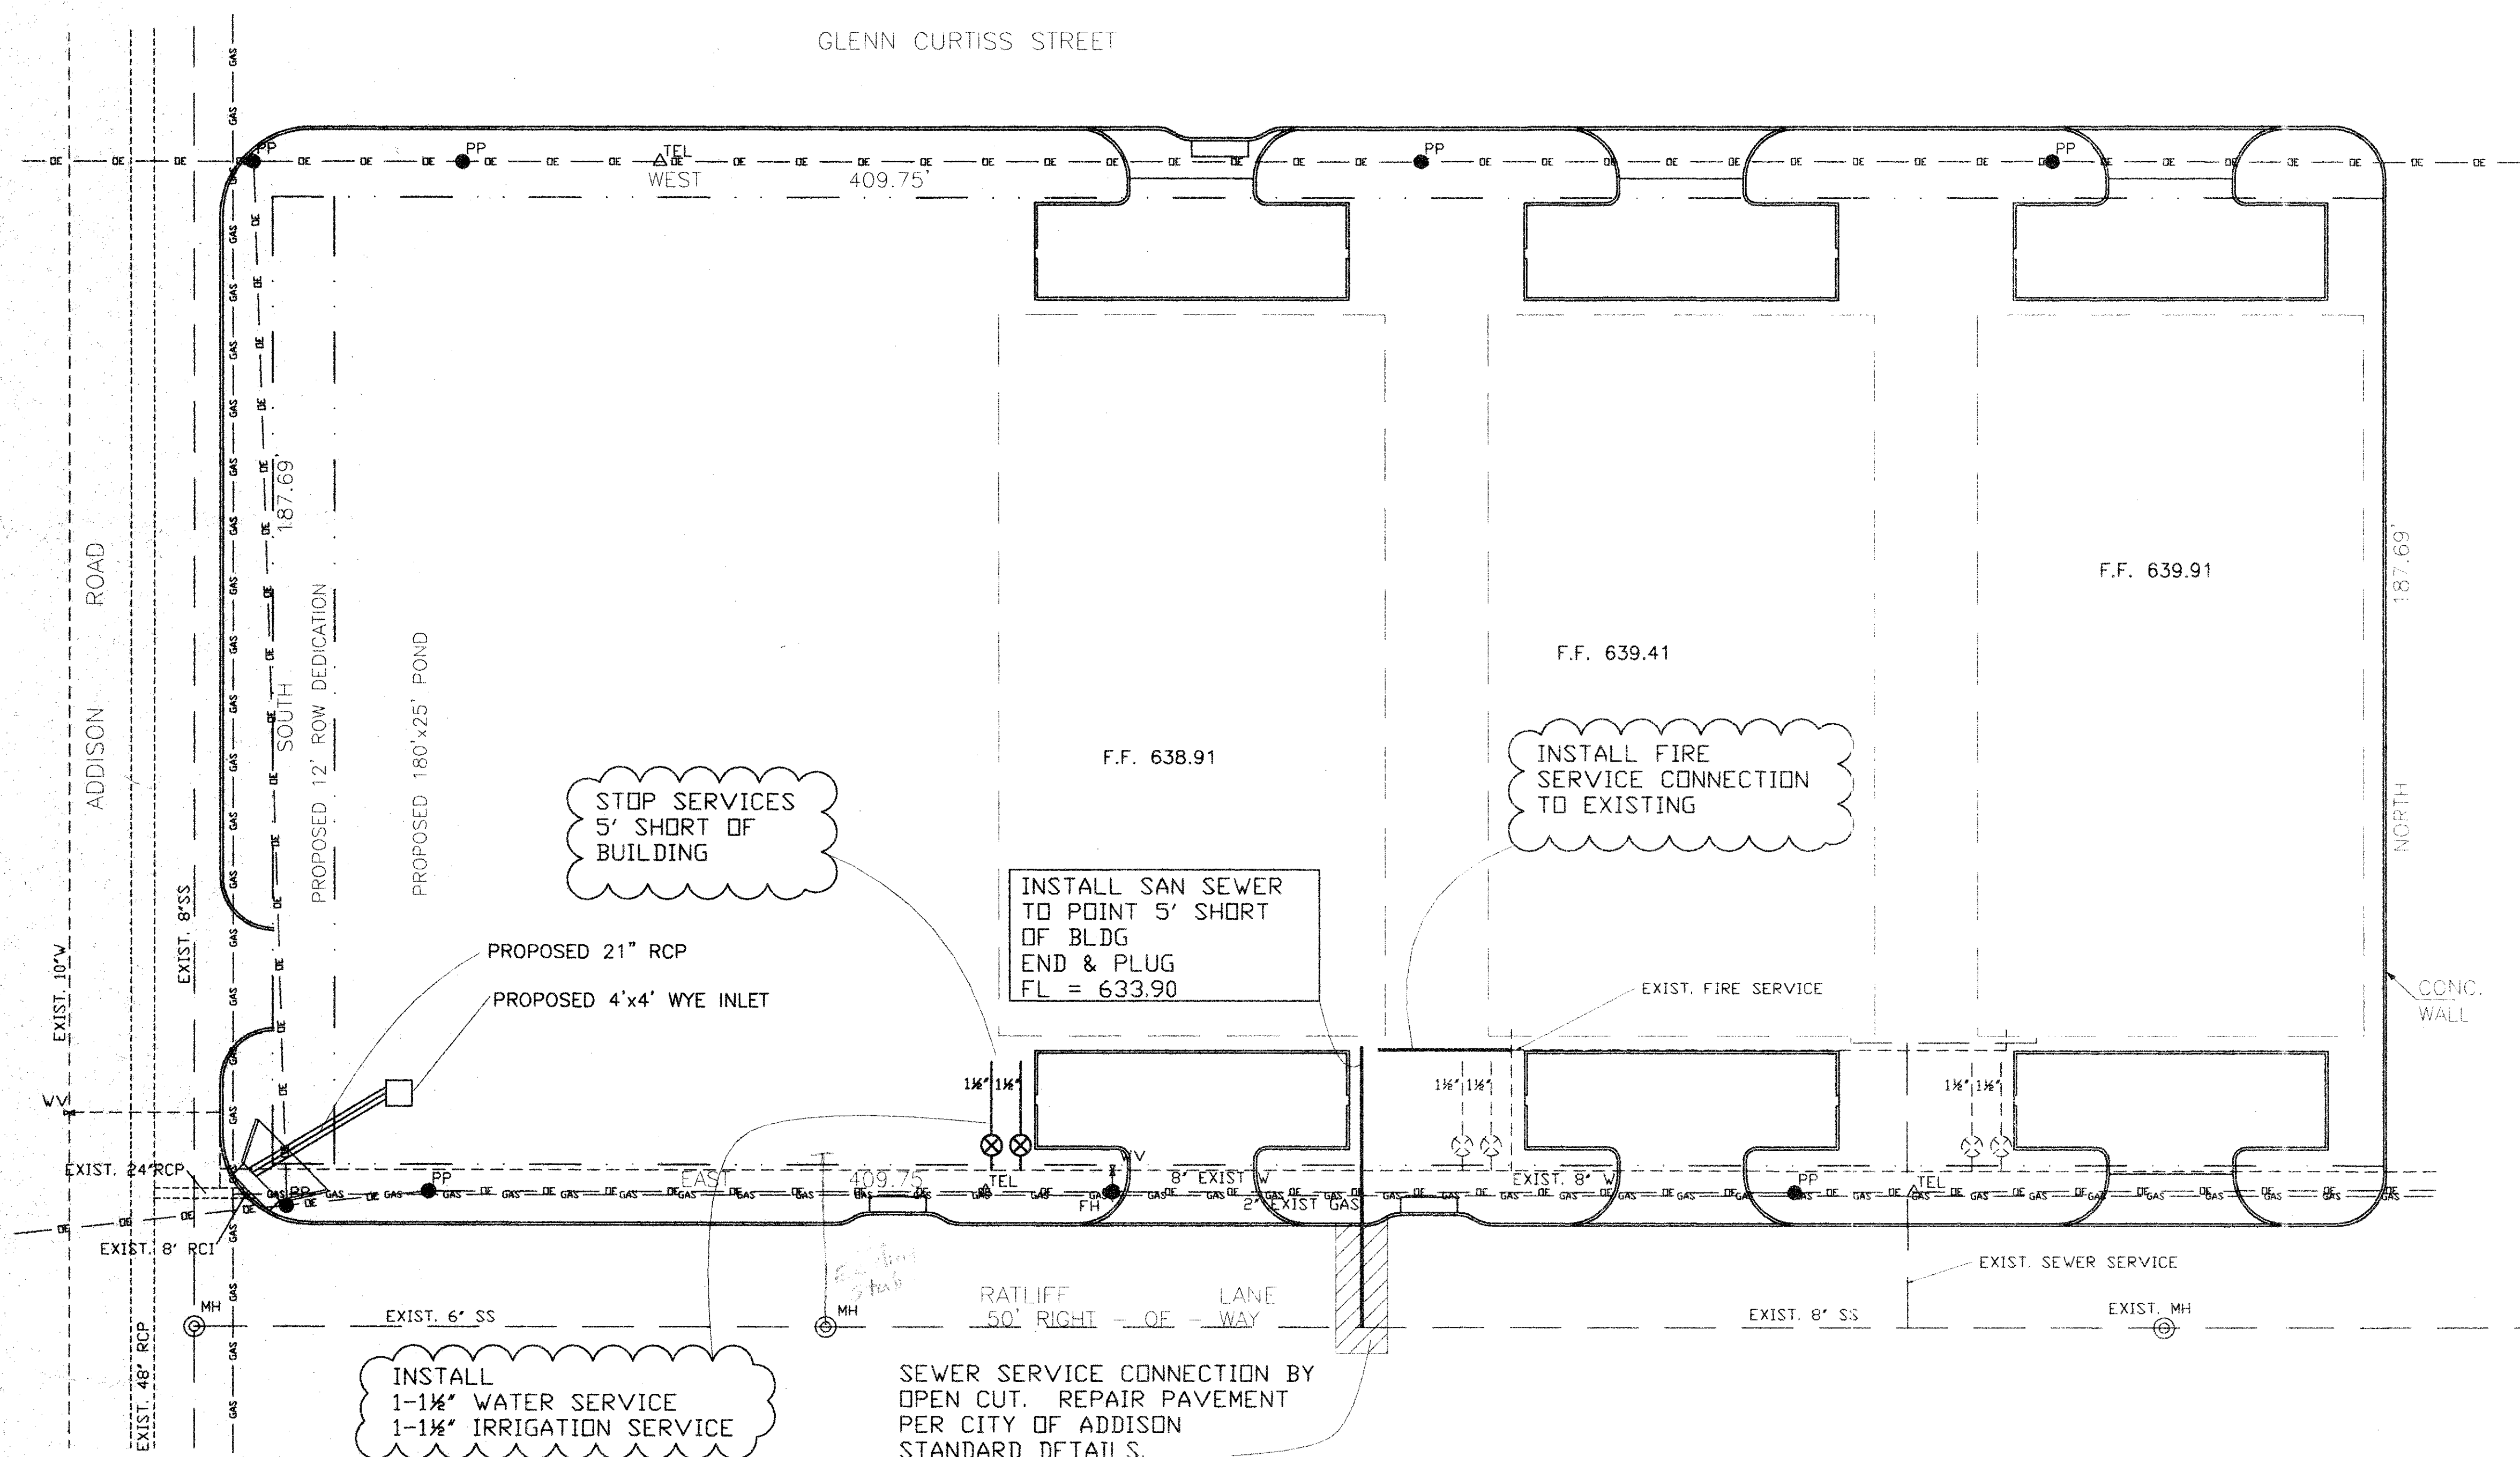 GLENN CURTISS STREET
PP
PP
TEL
PP
PP
WEST 409.75'
ADDISON ROAD
187.69'
SOUTH
PROPOSED 12' ROW DEDICATION
PROPOSED 180'x25' POND
F.F. 638.91
F.F. 639.41
F.F. 639.91
187.69'
NORTH
STOP SERVICES
5' SHORT OF
BUILDING
INSTALL FIRE
SERVICE CONNECTION
TO EXISTING
INSTALL SAN SEWER
TO POINT 5' SHORT
OF BLDG
END & PLUG
FL = 633.90
EXIST. 8"SS
EXIST. 10"W
PROPOSED 21" RCP
PROPOSED 4'x4' WYE INLET
EXIST. FIRE SERVICE
CONC.
WALL
1½" 1½"
1½" 1½"
1½" 1½"
WV
EXIST. 24"RCP
PP
PP
EAST 409.75
TEL
WV
FH
8" EXIST W
2" EXIST GAS
EXIST. 8" W
PP
TEL
EXIST. 8' RCI
EXIST. SEWER SERVICE
MH
EXIST. 6" SS
MH
RATLIFF LANE
50' RIGHT - OF - WAY
EXIST. 8" SS
EXIST. MH
EXIST. 48" RCP
INSTALL
1-1½" WATER SERVICE
1-1½" IRRIGATION SERVICE
SEWER SERVICE CONNECTION BY
OPEN CUT. REPAIR PAVEMENT
PER CITY OF ADDISON
STANDARD DETAILS.
GAS
OE